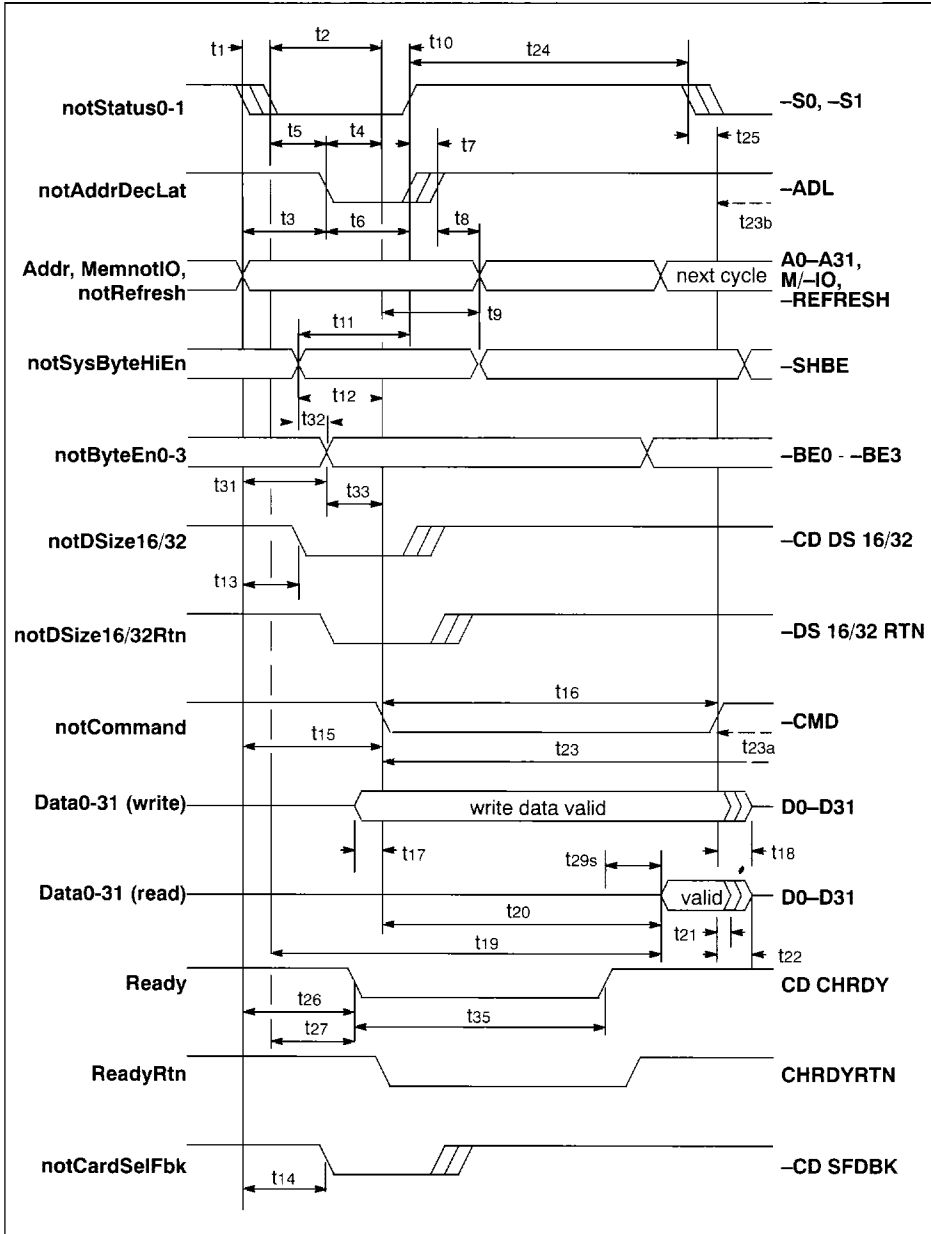 t1
t2
t10
t24
notStatus0-1
–S0, –S1
t5
t4
t7
t25
notAddrDecLat
–ADL
t3
t6
t8
t23b
Addr, MemnotIO,
notRefresh
next cycle
A0–A31,
M/–IO,
–REFRESH
t9
t11
notSysByteHiEn
–SHBE
t12
t32
notByteEn0-3
–BE0 - –BE3
t31
t33
notDSize16/32
–CD DS 16/32
t13
notDSize16/32Rtn
–DS 16/32 RTN
t16
notCommand
–CMD
t15
t23
t23a
Data0-31 (write)
write data valid
D0–D31
t17
t29s
t18
Data0-31 (read)
valid
D0–D31
t20
t21
t19
t22
Ready
CD CHRDY
t26
t35
t27
ReadyRtn
CHRDYRTN
notCardSelFbk
–CD SFDBK
t14